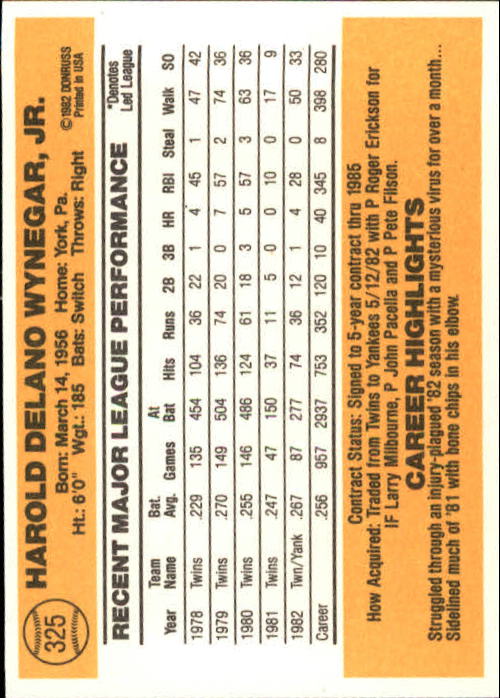 325
HAROLD DELANO WYNEGAR, JR.
Born: March 14, 1956 Home: York, Pa.
Ht.: 6'0" Wgt.: 185 Bats: Switch Throws: Right
©1982 DONRUSS
Printed in USA
RECENT MAJOR LEAGUE PERFORMANCE
*Denotes
Led League
Year Team Name Bat. Avg. Games At Bat Hits Runs 2B 3B HR RBI Steal Walk SO
1978 Twins .229 135 454 104 36 22 1 4 45 1 47 42
1979 Twins .270 149 504 136 74 20 0 7 57 2 74 36
1980 Twins .255 146 486 124 61 18 3 5 57 3 63 36
1981 Twins .247 47 150 37 11 5 0 0 10 0 17 9
1982 Twin/Yank .267 87 277 74 36 12 1 4 28 0 50 33
Career .256 957 2937 753 352 120 10 40 345 8 398 280
Contract Status: Signed to 5-year contract thru 1985
How Acquired: Traded from Twins to Yankees 5/12/82 with P Roger Erickson for
IF Larry Milbourne, P John Pacella and P Pete Filson.
CAREER HIGHLIGHTS
Struggled through an injury-plagued '82 season with a mysterious virus for over a month...
Sidelined much of '81 with bone chips in his elbow.